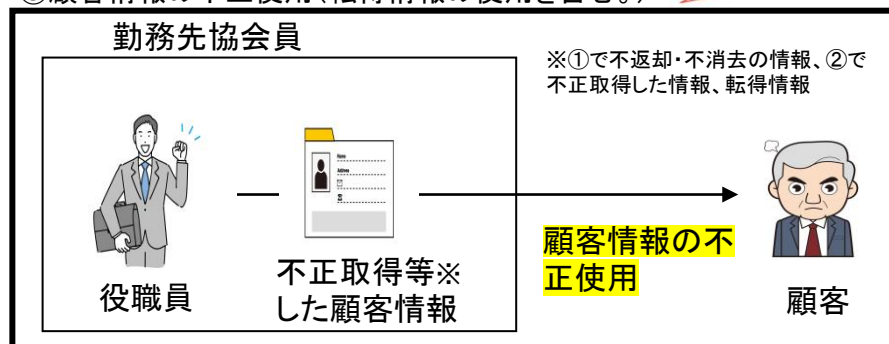 勤務先協会員
※①で不返却・不消去の情報、②で
不正取得した情報、転得情報
Name
Address
役職員
不正取得等※
した顧客情報
顧客情報の不
正使用
顧客